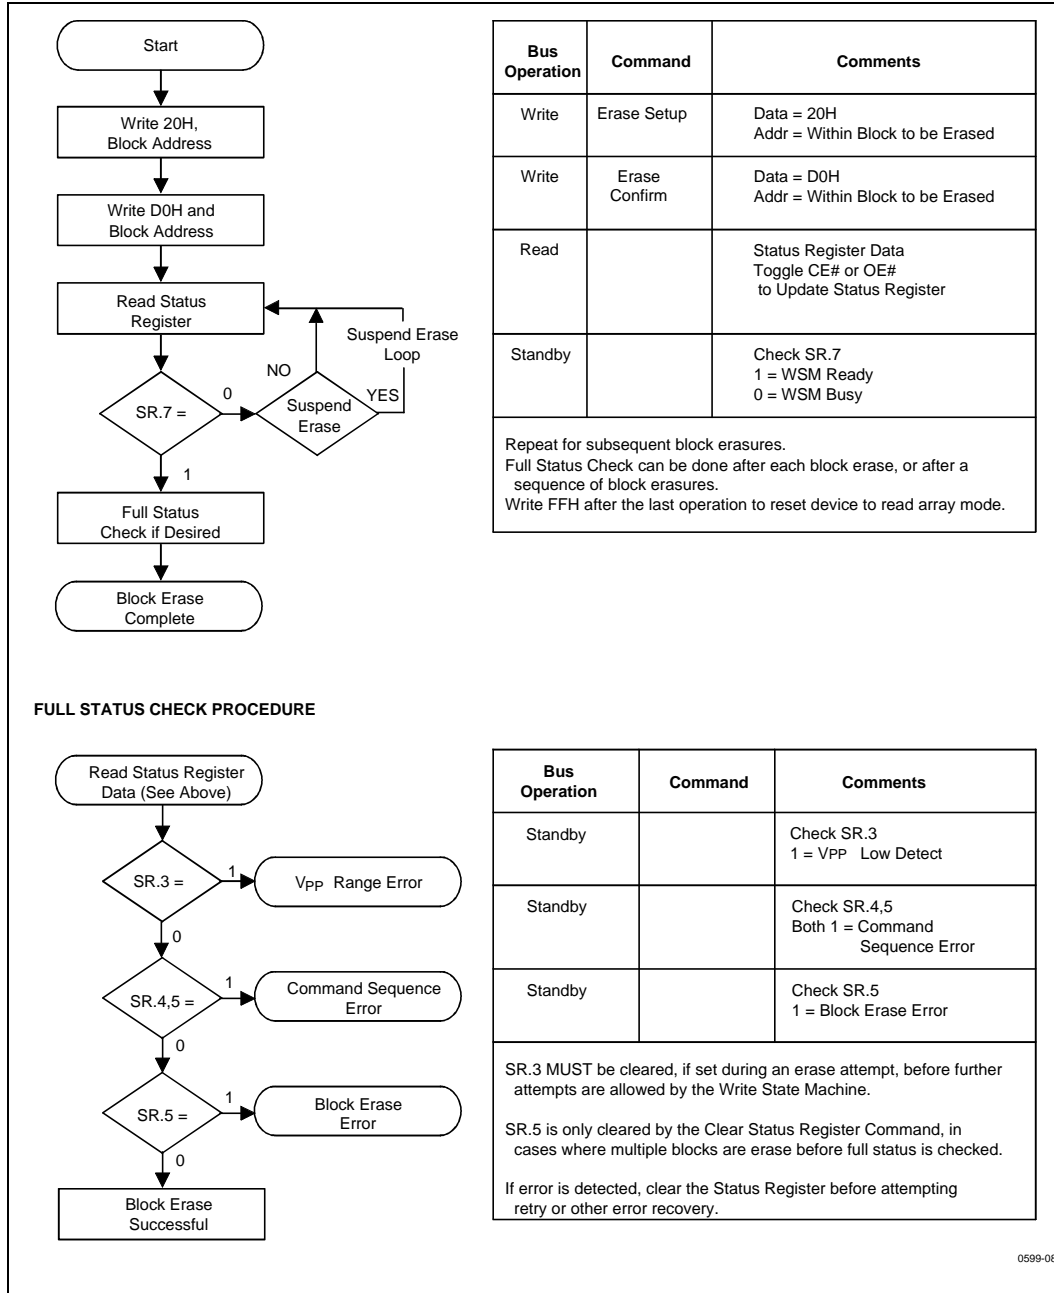 Start
Write 20H,
Block Address
Write D0H and
Block Address
Read Status
Register
Suspend Erase
Loop
NO
YES
0
SR.7 =
Suspend
Erase
1
Full Status
Check if Desired
Block Erase
Complete
Bus
Operation
Command
Comments
Write
Erase Setup
Data = 20H
Addr = Within Block to be Erased
Write
Erase
Confirm
Data = D0H
Addr = Within Block to be Erased
Read
Status Register Data
Toggle CE# or OE#
to Update Status Register
Standby
Check SR.7
1 = WSM Ready
0 = WSM Busy
Repeat for subsequent block erasures.
Full Status Check can be done after each block erase, or after a
sequence of block erasures.
Write FFH after the last operation to reset device to read array mode.
FULL STATUS CHECK PROCEDURE
Read Status Register
Data (See Above)
SR.3 =
1
VPP Range Error
0
SR.4,5 =
1
Command Sequence
Error
0
SR.5 =
1
Block Erase
Error
0
Block Erase
Successful
Bus
Operation
Command
Comments
Standby
Check SR.3
1 = VPP Low Detect
Standby
Check SR.4,5
Both 1 = Command
Sequence Error
Standby
Check SR.5
1 = Block Erase Error
SR.3 MUST be cleared, if set during an erase attempt, before further
attempts are allowed by the Write State Machine.
SR.5 is only cleared by the Clear Status Register Command, in
cases where multiple blocks are erase before full status is checked.
If error is detected, clear the Status Register before attempting
retry or other error recovery.
0599-08